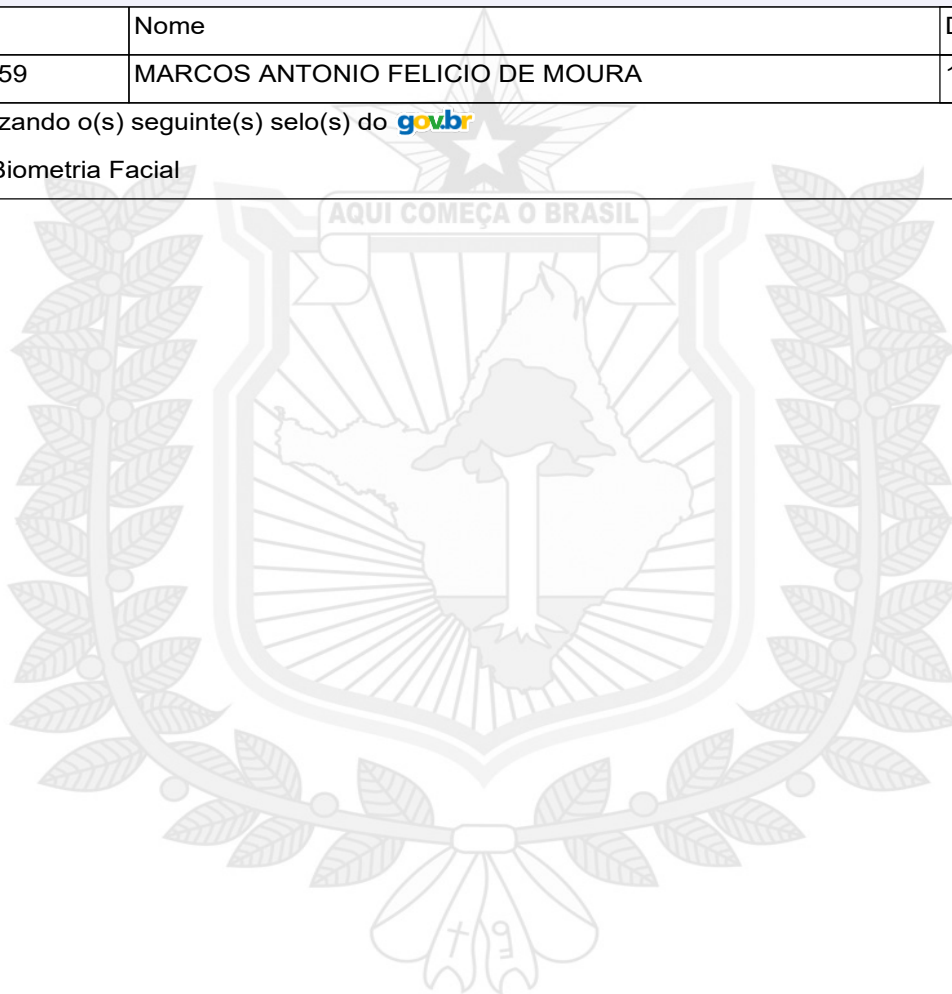 Nome
59 MARCOS ANTONIO FELICIO DE MOURA
zando o(s) seguinte(s) selo(s) do gov.br
Biometria Facial
AQUI COMEÇA O BRASIL